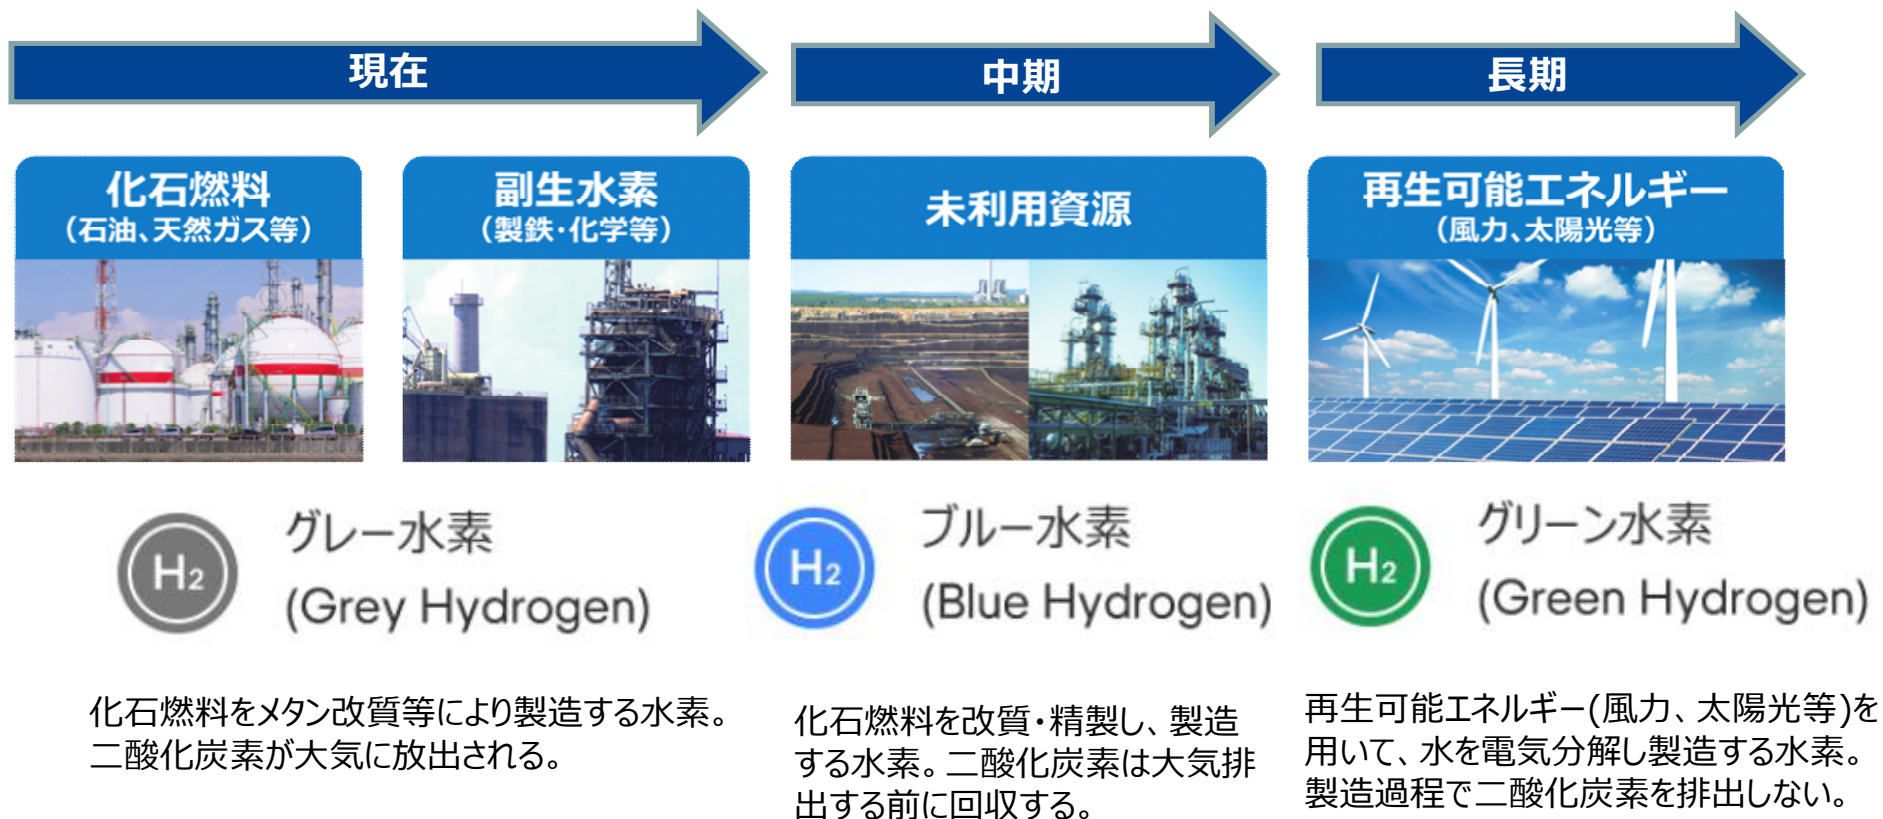 現在
中期
長期
化石燃料
(石油、天然ガス等)
副生水素
(製鉄・化学等)
未利用資源
再生可能エネルギー
(風力、太陽光等)
H2
グレー水素
(Grey Hydrogen)
H2
ブルー水素
(Blue Hydrogen)
H2
グリーン水素
(Green Hydrogen)
化石燃料をメタン改質等により製造する水素。
二酸化炭素が大気に放出される。
化石燃料を改質・精製し、製造
する水素。二酸化炭素は大気排
出する前に回収する。
再生可能エネルギー(風力、太陽光等)を
用いて、水を電気分解し製造する水素。
製造過程で二酸化炭素を排出しない。